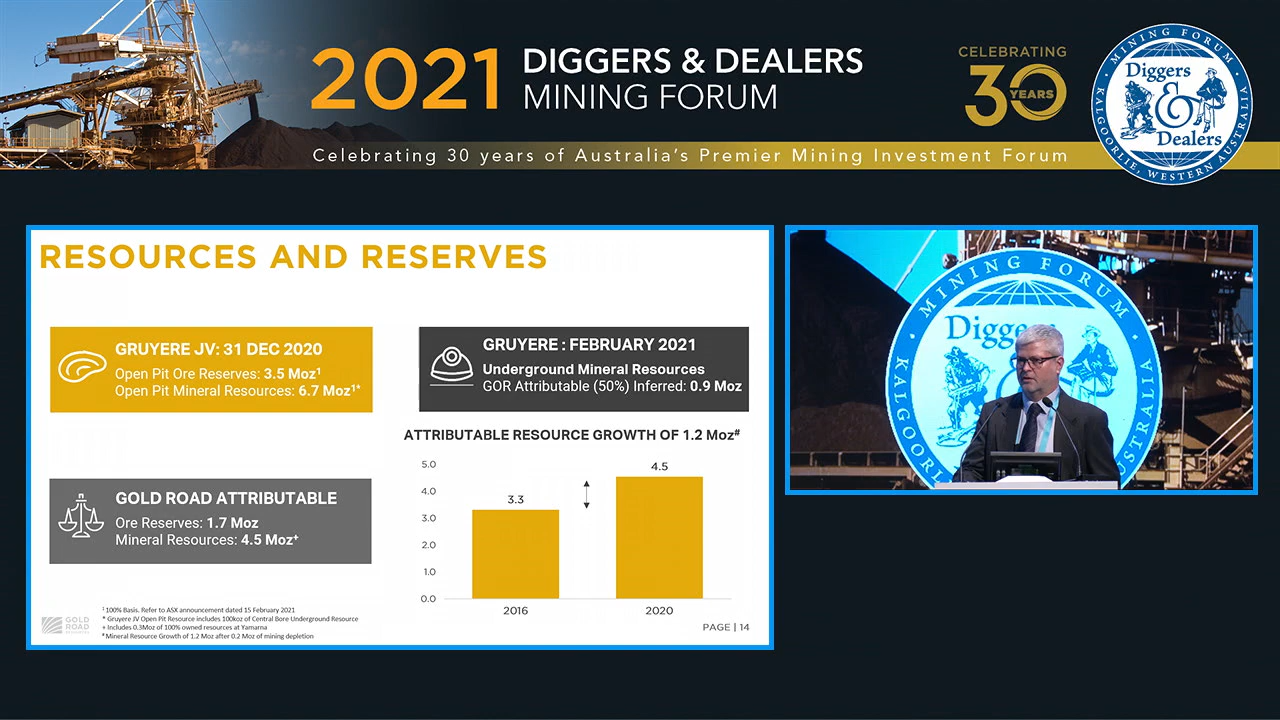 2021 DIGGERS & DEALERS
MINING FORUM
CELEBRATING
30 YEARS
MINING FORUM
Diggers
&
Dealers
KALGOORLIE, WESTERN AUSTRALIA
Celebrating 30 years of Australia's Premier Mining Investment Forum
RESOURCES AND RESERVES
GRUYERE JV: 31 DEC 2020
Open Pit Ore Reserves: 3.5 Moz¹
Open Pit Mineral Resources: 6.7 Moz¹*
GRUYERE : FEBRUARY 2021
Underground Mineral Resources
GOR Attributable (50%) Inferred: 0.9 Moz
GOLD ROAD ATTRIBUTABLE
Ore Reserves: 1.7 Moz
Mineral Resources: 4.5 Moz⁺
ATTRIBUTABLE RESOURCE GROWTH OF 1.2 Moz#
5.0
4.0
3.0
2.0
1.0
0.0
3.3
4.5
2016
2020
GOLD
ROAD
¹ 100% Basis. Refer to ASX announcement dated 15 February 2021
* Gruyere JV Open Pit Resource includes 100koz of Central Bore Underground Resource
+ Includes 0.3Moz of 100% owned resources at Yamarna
# Mineral Resource Growth of 1.2 Moz after 0.2 Moz of mining depletion
PAGE | 14
MINING FORUM
Diggers
KALGOORL
AUSTRALIA